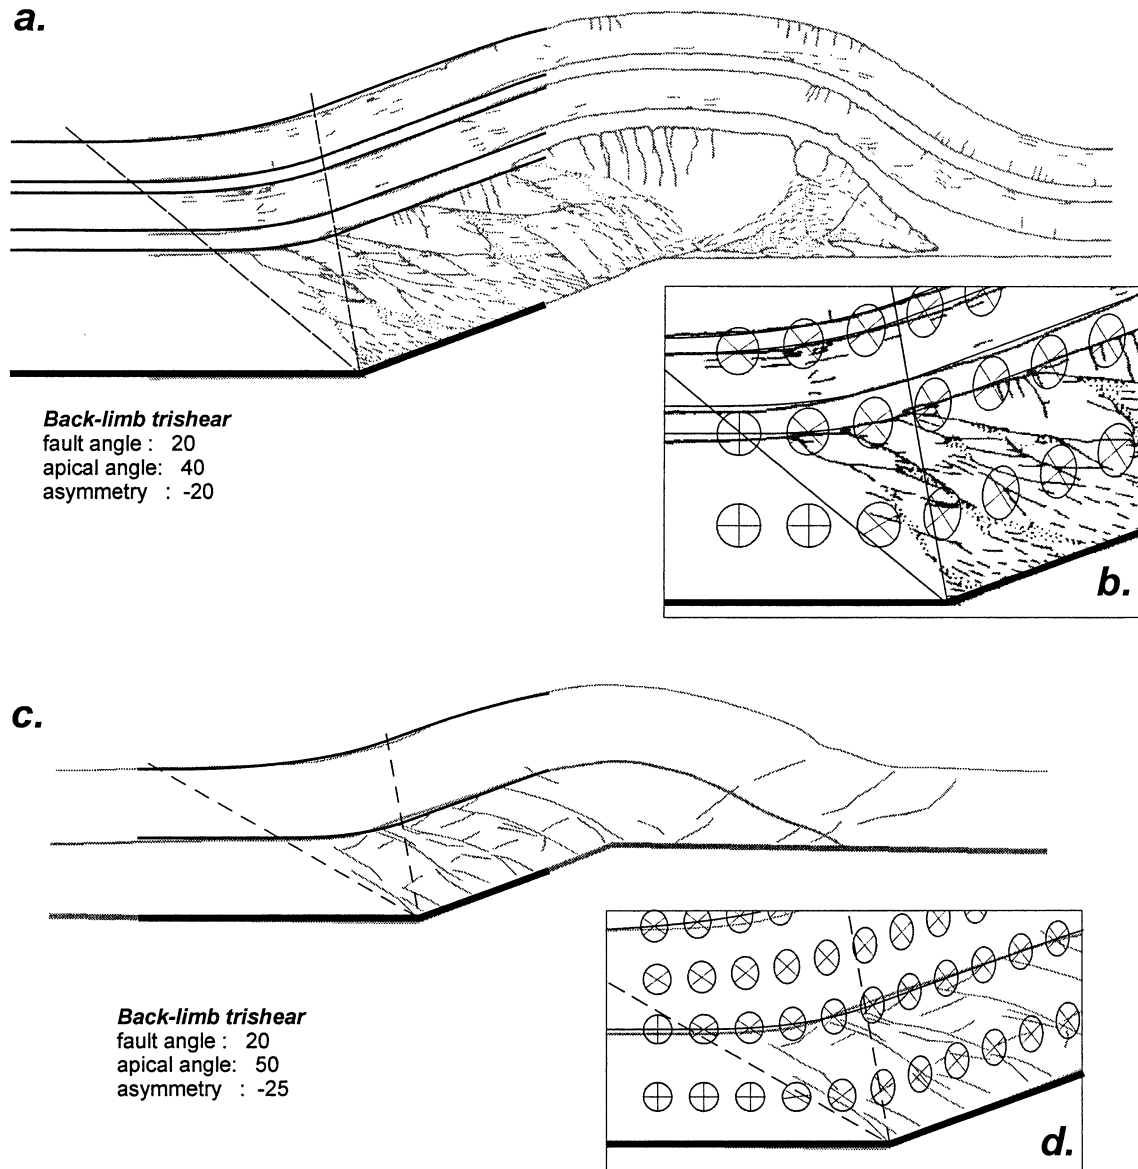 a.
Back-limb trishear
fault angle : 20
apical angle: 40
asymmetry : -20
b.
c.
Back-limb trishear
fault angle : 20
apical angle: 50
asymmetry : -25
d.